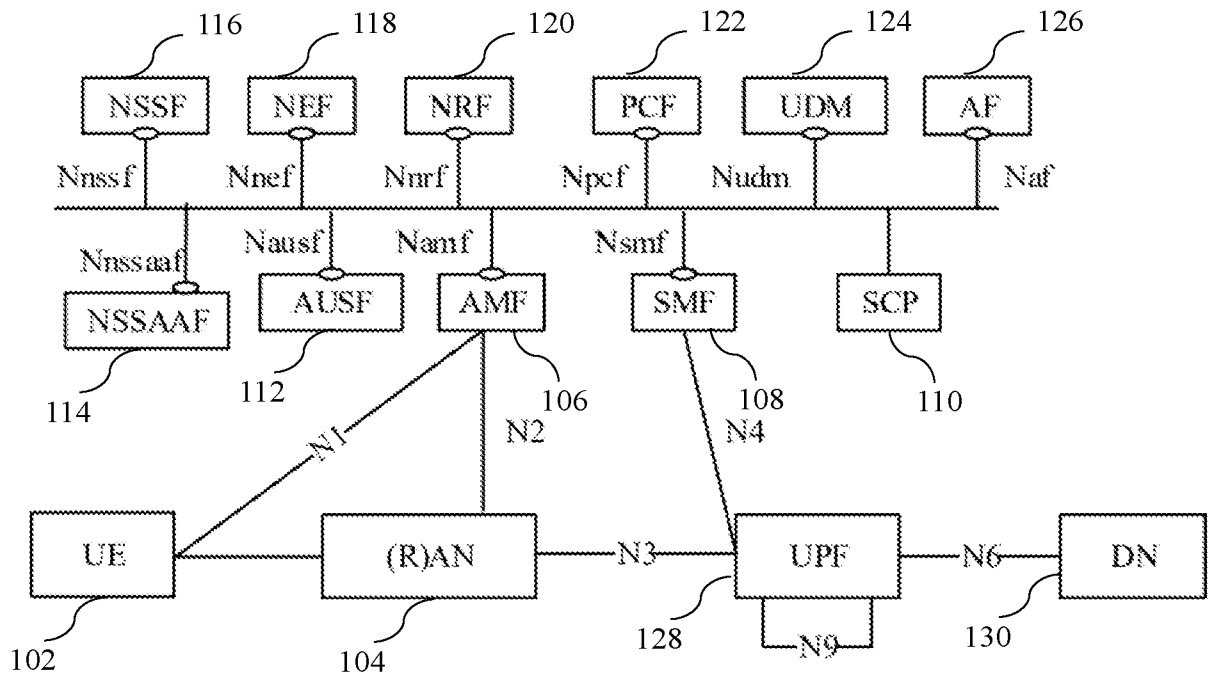 116 118 120 122 124 126
NSSF NEF NRF PCF UDM AF
Nnssf Nnef Nnrf Npcf Nudm Naf
Nnssaaf Nausf Namf Nsmf
NSSAAF AUSF AMF SMF SCP
114 112 106 108 110
N1 N2 N4
UE (R)AN N3 UPF N6 DN
102 104 128 N9 130